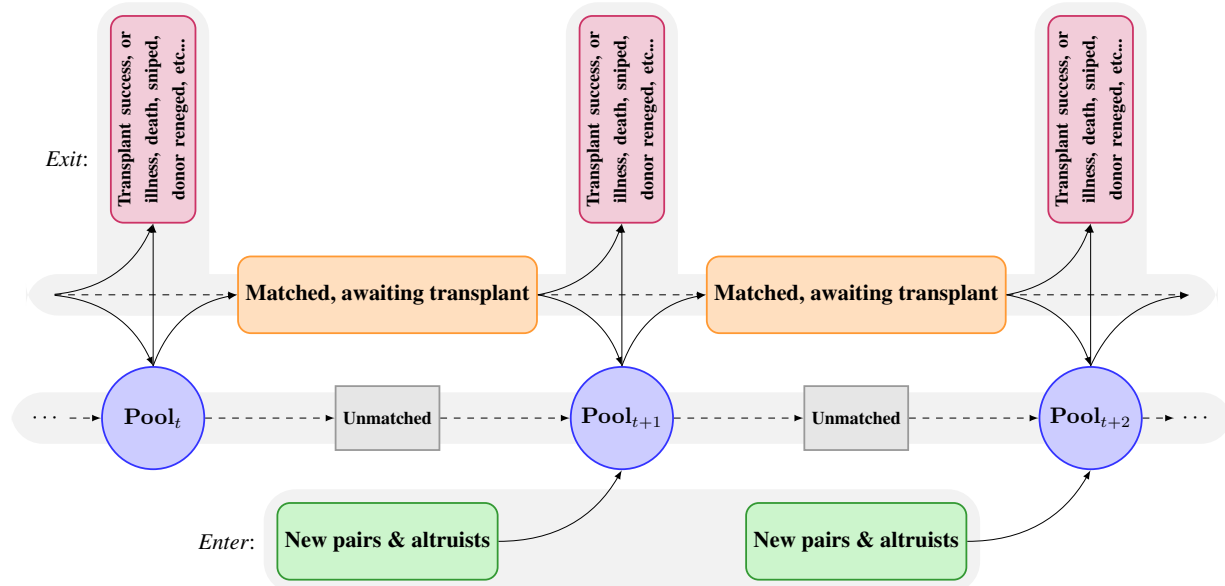 Transplant success, or
illness, death, sniped,
donor reneged, etc...
Transplant success, or
illness, death, sniped,
donor reneged, etc...
Transplant success, or
illness, death, sniped,
donor reneged, etc...
Exit:
Matched, awaiting transplant
Matched, awaiting transplant
... Pool_t Unmatched Pool_{t+1} Unmatched Pool_{t+2} ...
Enter: New pairs & altruists New pairs & altruists